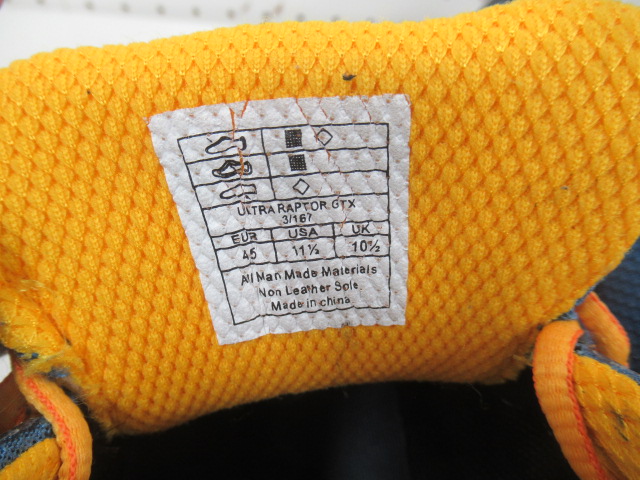 ULTRA RAPTOR GTX
3/167
EUR USA UK
45 11½ 10½
All Man Made Materials
Non Leather Sole
Made in china